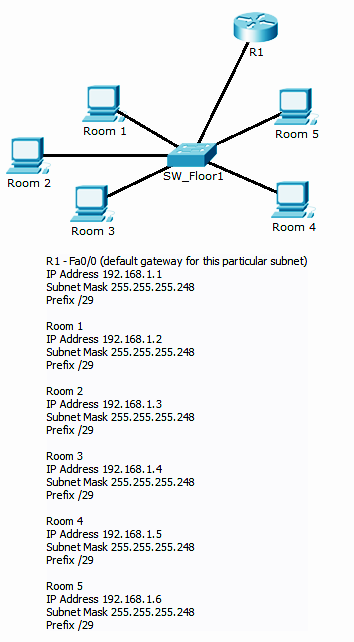 R1
Room 1
Room 5
Room 2
SW_Floor1
Room 3
Room 4
R1 - Fa0/0 (default gateway for this particular subnet)
IP Address 192.168.1.1
Subnet Mask 255.255.255.248
Prefix /29
Room 1
IP Address 192.168.1.2
Subnet Mask 255.255.255.248
Prefix /29
Room 2
IP Address 192.168.1.3
Subnet Mask 255.255.255.248
Prefix /29
Room 3
IP Address 192.168.1.4
Subnet Mask 255.255.255.248
Prefix /29
Room 4
IP Address 192.168.1.5
Subnet Mask 255.255.255.248
Prefix /29
Room 5
IP Address 192.168.1.6
Subnet Mask 255.255.255.248
Prefix /29